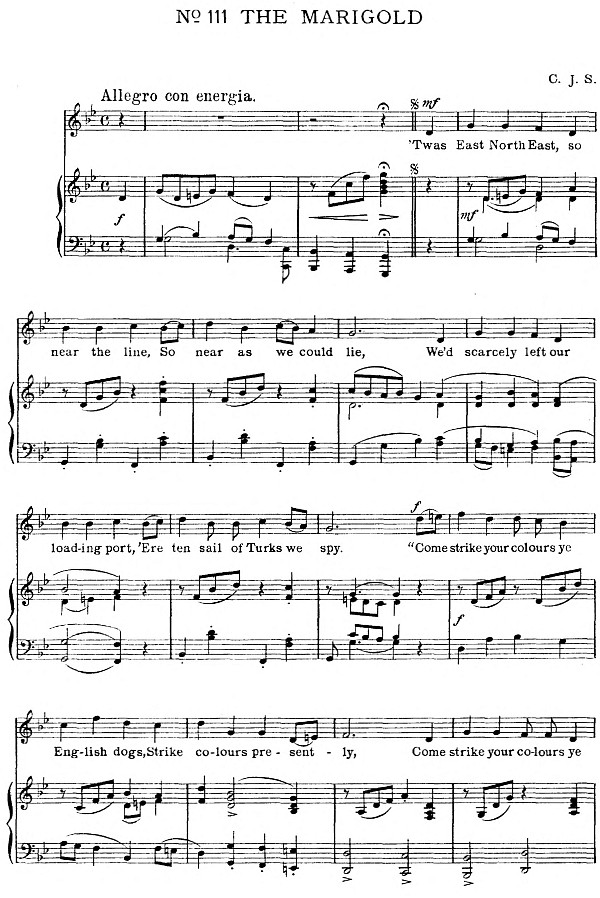 No 111 THE MARIGOLD
C. J. S.
Allegro con energia.
mf
'Twas East North East, so
f
mf
near the line, So near as we could lie, We'd scarcely left our
f
load-ing port, 'Ere ten sail of Turks we spy. "Come strike your colours ye
f
Eng-lish dogs, Strike co-lours pre-sent-ly, Come strike your co-lours ye